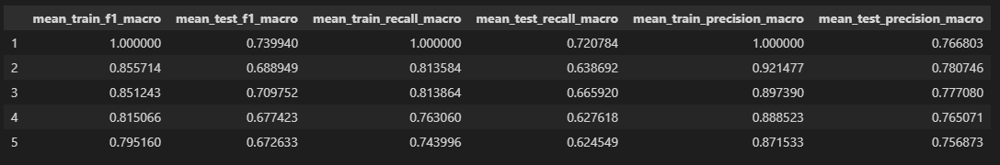 mean_train_f1_macro mean_test_f1_macro mean_train_recall_macro mean_test_recall_macro mean_train_precision_macro mean_test_precision_macro
1 1.000000 0.739940 1.000000 0.720784 1.000000 0.766803
2 0.855714 0.688949 0.813584 0.638692 0.921477 0.780746
3 0.851243 0.709752 0.813864 0.665920 0.897390 0.777080
4 0.815066 0.677423 0.763060 0.627618 0.888523 0.765071
5 0.795160 0.672633 0.743996 0.624549 0.871533 0.756873